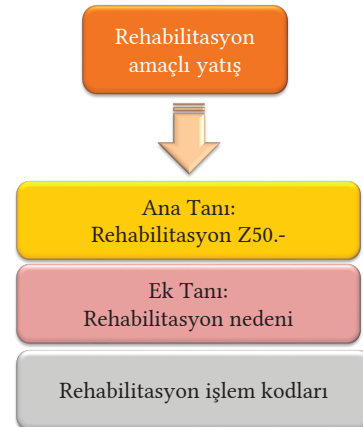 Rehabilitasyon
amaçlı yatış
Ana Tanı:
Rehabilitasyon Z50.-
Ek Tanı:
Rehabilitasyon nedeni
Rehabilitasyon işlem kodları